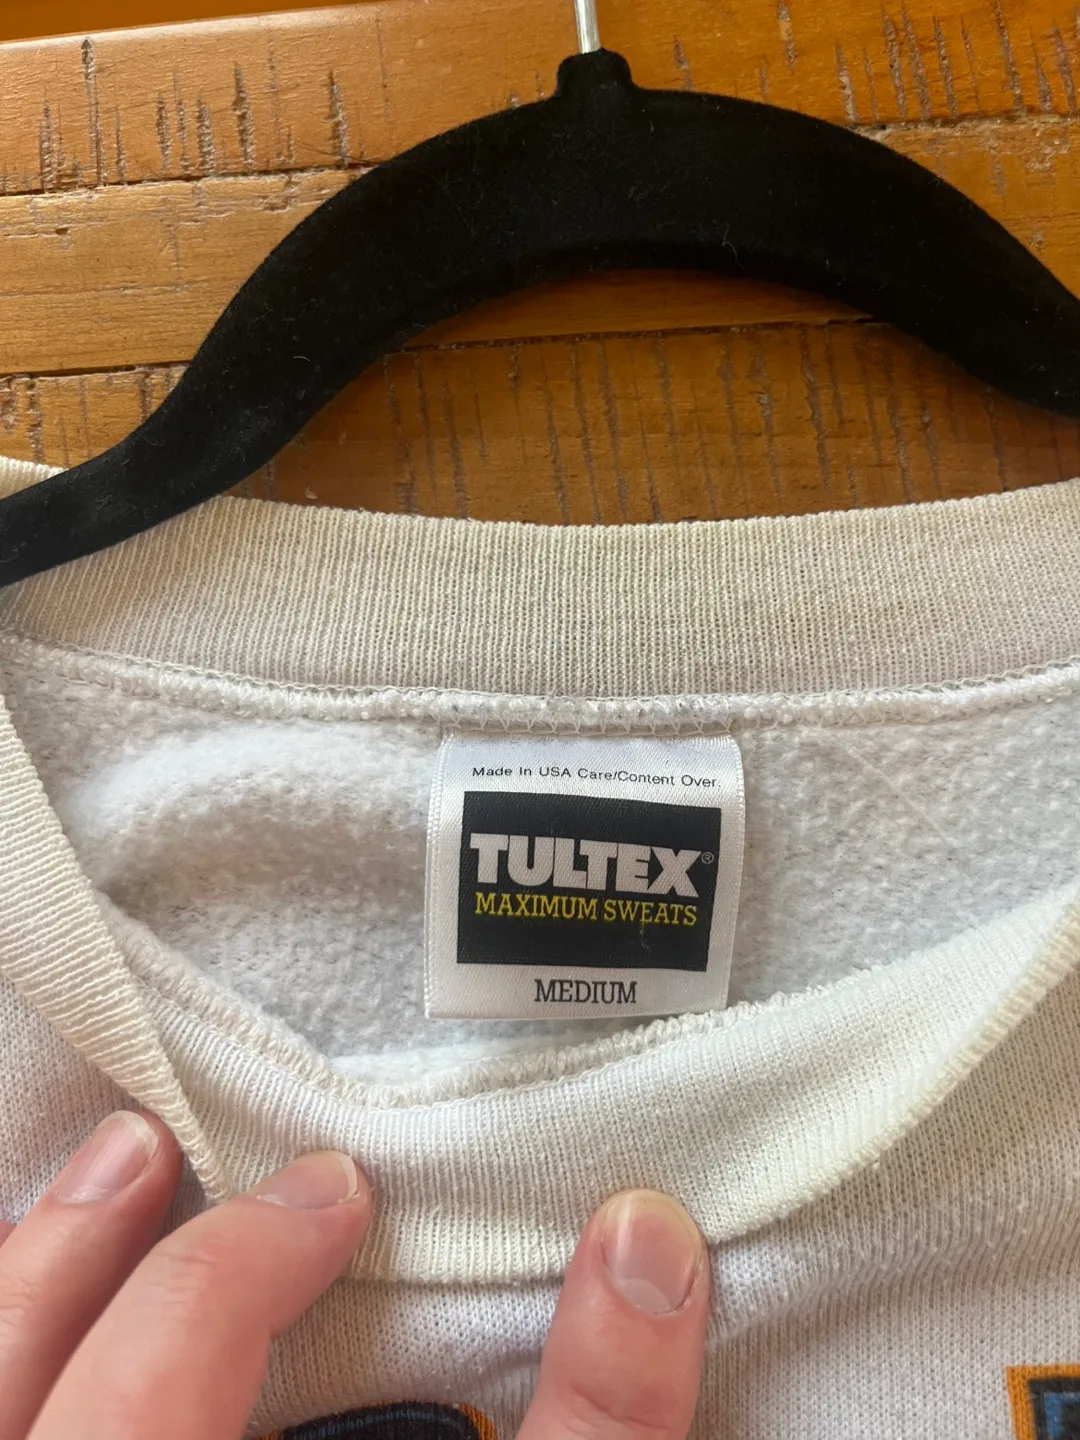 Made In USA Care/Content Over.
TULTEX®
MAXIMUM SWEATS
MEDIUM